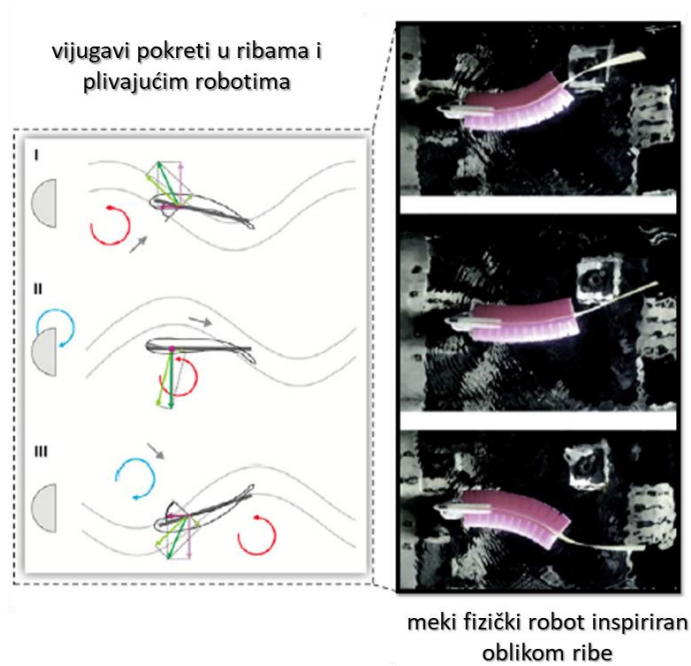 vijugavi pokreti u ribama i
plivajućim robotima
I
II
III
meki fizički robot inspiriran
oblikom ribe